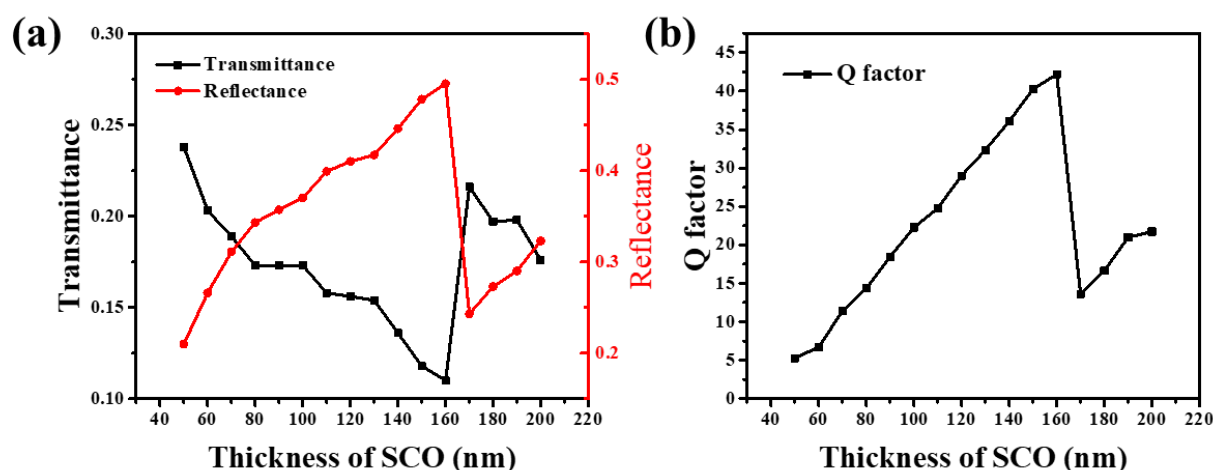 (a)
0.30
0.25
0.20
0.15
0.10
Transmittance
Transmittance
Reflectance
0.5
0.4
0.3
0.2
Reflectance
40 60 80 100 120 140 160 180 200 220
Thickness of SCO (nm)
(b)
45
40
35
30
25
20
15
10
5
0
Q factor
Q factor
40 60 80 100 120 140 160 180 200 220
Thickness of SCO (nm)